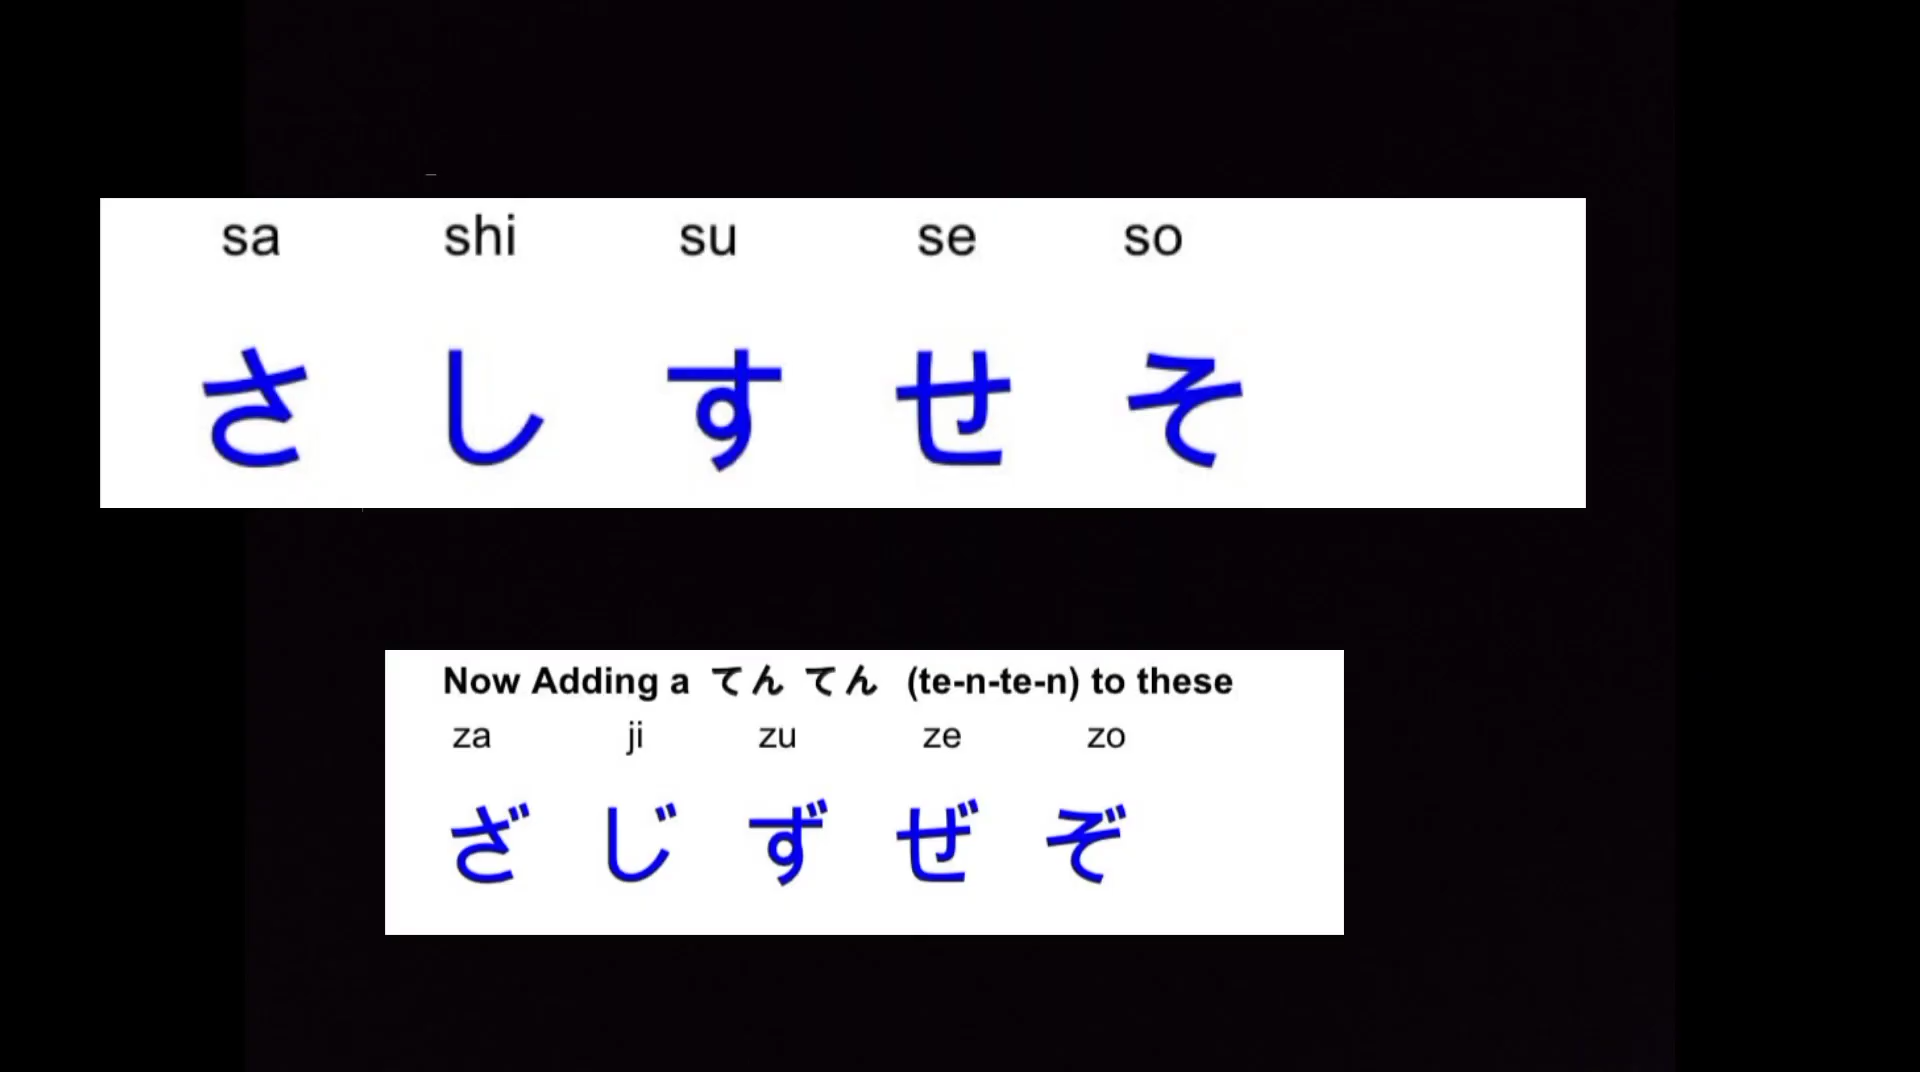 sa shi su se so
さ し す せ そ
Now Adding a てん てん (te-n-te-n) to these
za ji zu ze zo
ざ じ ず ぜ ぞ